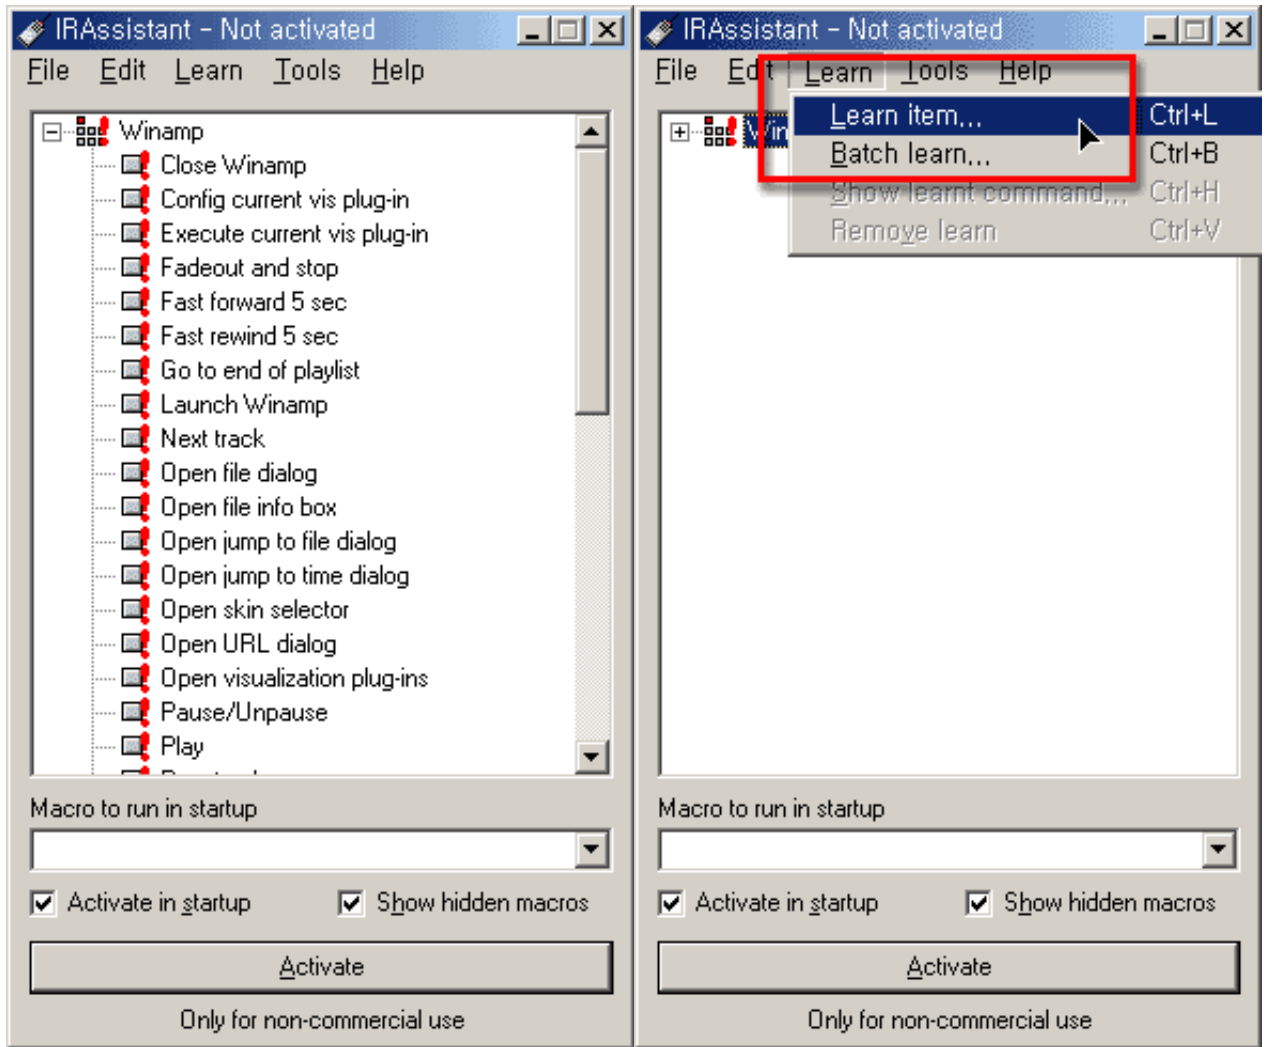 IRAssistant - Not activated
File Edit Learn Tools Help
Winamp
Close Winamp
Config current vis plug-in
Execute current vis plug-in
Fadeout and stop
Fast forward 5 sec
Fast rewind 5 sec
Go to end of playlist
Launch Winamp
Next track
Open file dialog
Open file info box
Open jump to file dialog
Open jump to time dialog
Open skin selector
Open URL dialog
Open visualization plug-ins
Pause/Unpause
Play
Macro to run in startup
Activate in startup Show hidden macros
Activate
Only for non-commercial use
IRAssistant - Not activated
File Edit Learn Tools Help
Win
Learn item... Ctrl+L
Batch learn... Ctrl+B
Show learnt command... Ctrl+H
Remove learn Ctrl+V
Macro to run in startup
Activate in startup Show hidden macros
Activate
Only for non-commercial use